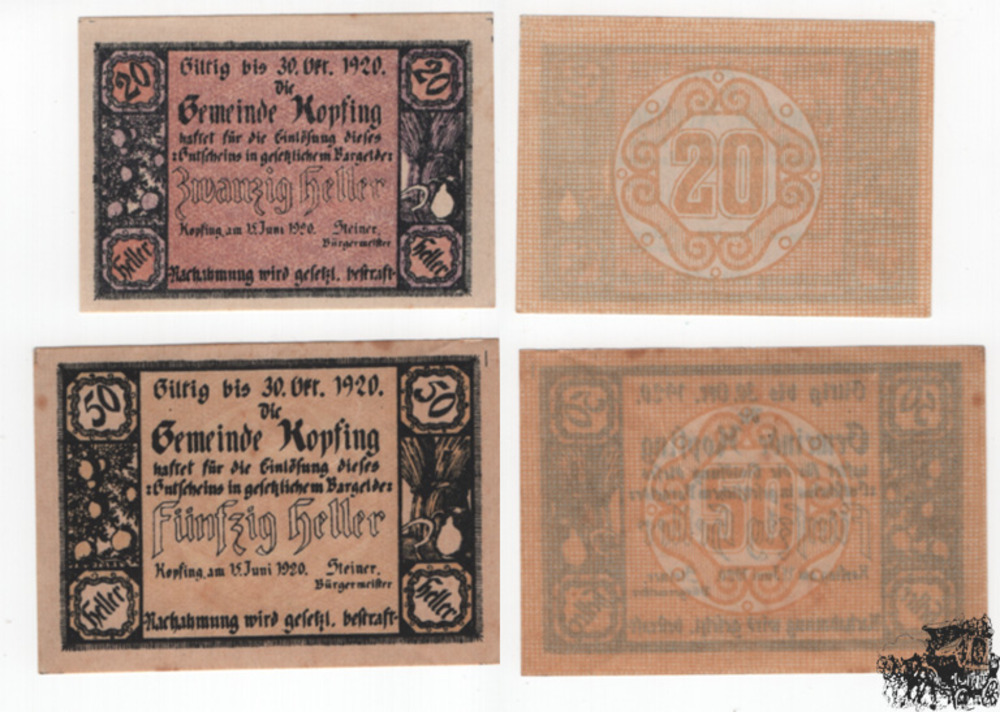 20
20
Giltig bis 30. Okt. 1920.
Die
Gemeinde Kopfing
haftet für die Einlösung dieses
:Gutscheins in gesetzlichem Bargelde:
Zwanzig Heller
Kopfing, am 15. Juni 1920. Steiner,
Bürgermeister
Heller
Heller
Nachahmung wird gesetzl. bestraft
20
50
50
Giltig bis 30. Okt. 1920.
Die
Gemeinde Kopfing
haftet für die Einlösung dieses
:Gutscheins in gesetzlichem Bargelde:
Fünfzig Heller
Kopfing, am 15. Juni 1920. Steiner,
Bürgermeister
Heller
Heller
Nachahmung wird gesetzl. bestraft
50